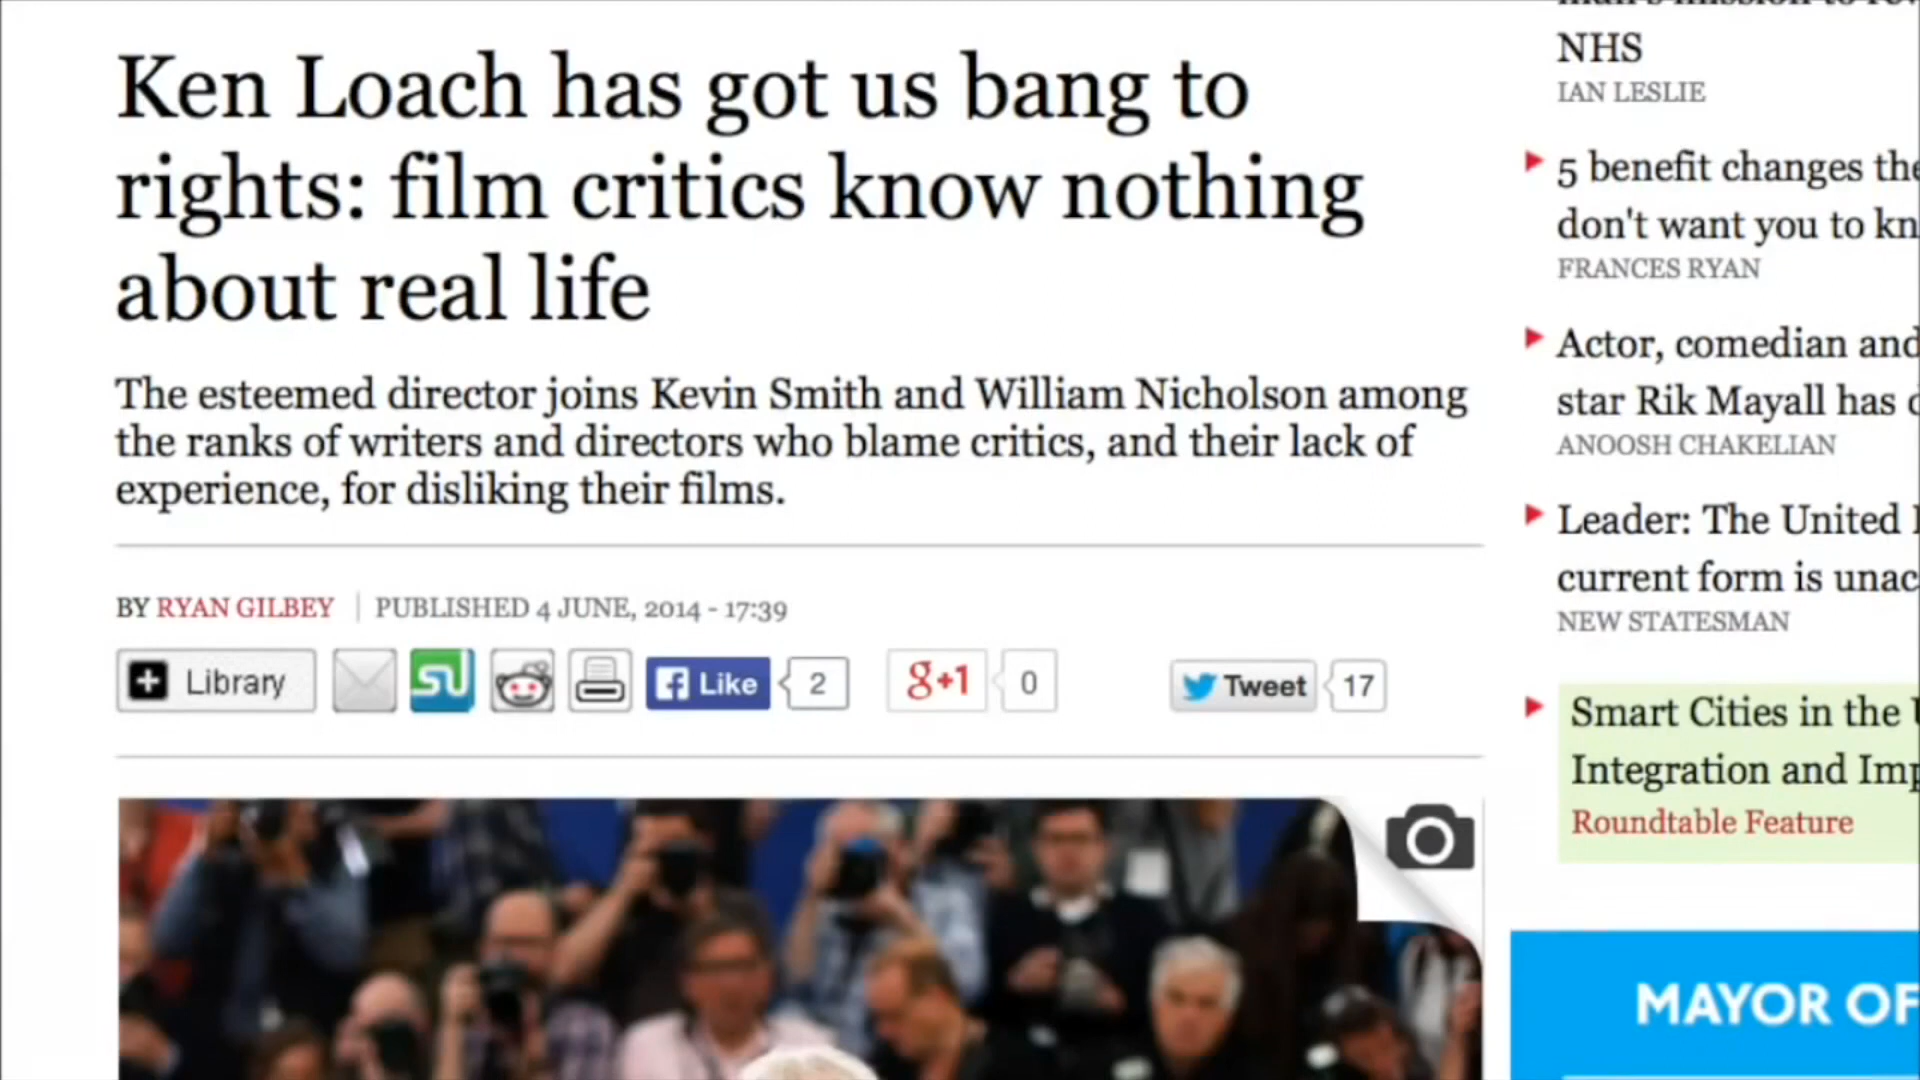 Ken Loach has got us bang to
rights: film critics know nothing
about real life
The esteemed director joins Kevin Smith and William Nicholson among
the ranks of writers and directors who blame critics, and their lack of
experience, for disliking their films.
BY RYAN GILBEY | PUBLISHED 4 JUNE, 2014 - 17:39
Library
Like 2
g+1 0
Tweet 17
NHS
IAN LESLIE
5 benefit changes the
don't want you to kn
FRANCES RYAN
Actor, comedian and
star Rik Mayall has
ANOOSH CHAKELIAN
Leader: The United
current form is unac
NEW STATESMAN
Smart Cities in the
Integration and Imp
Roundtable Feature
MAYOR OF